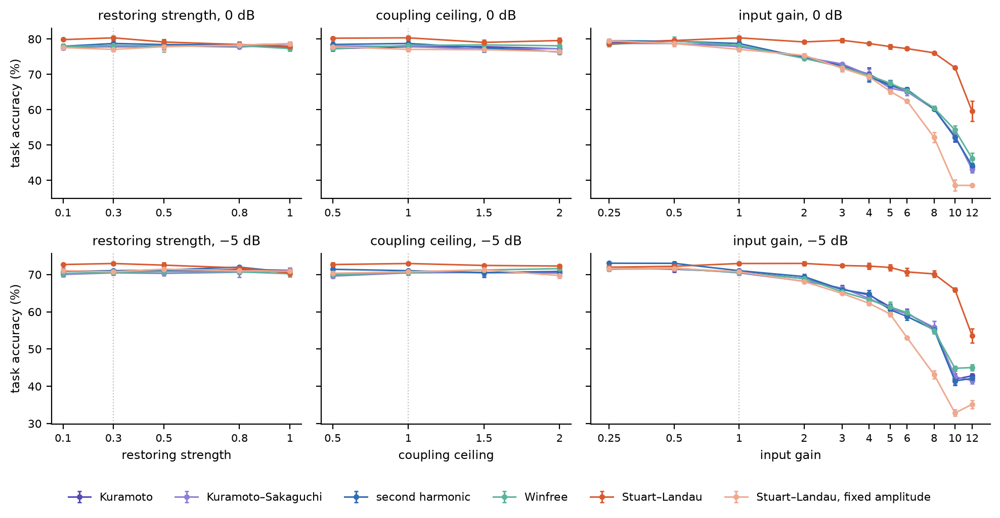 restoring strength, 0 dB
coupling ceiling, 0 dB
input gain, 0 dB
task accuracy (%)
80
70
60
50
40
0.1 0.3 0.5 0.8 1
0.5 1 1.5 2
0.25 0.5 1 2 3 4 5 6 8 10 12
restoring strength, −5 dB
coupling ceiling, −5 dB
input gain, −5 dB
task accuracy (%)
70
60
50
40
30
0.1 0.3 0.5 0.8 1
0.5 1 1.5 2
0.25 0.5 1 2 3 4 5 6 8 10 12
restoring strength
coupling ceiling
input gain
Kuramoto Kuramoto–Sakaguchi second harmonic Winfree Stuart–Landau Stuart–Landau, fixed amplitude